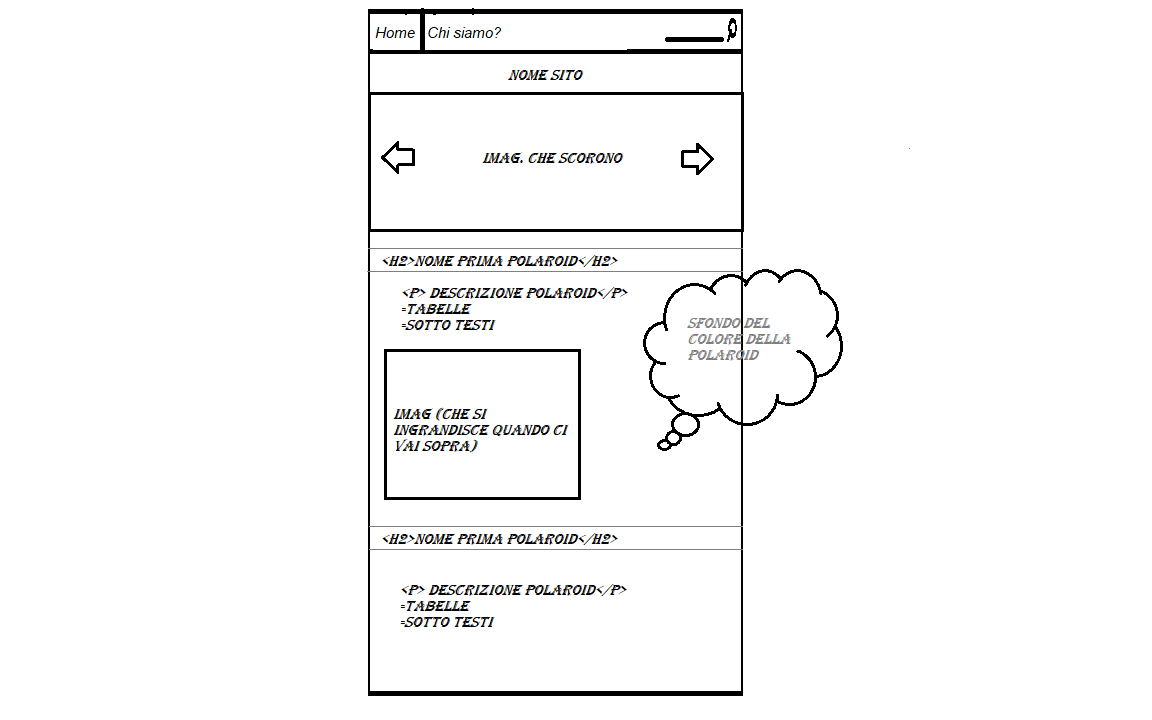 Home Chi siamo?
NOME SITO
IMAG. CHE SCORONO
<H2>NOME PRIMA POLAROID</H2>
<P> DESCRIZIONE POLAROID</P>
=TABELLE
=SOTTO TESTI
SFONDO DEL
COLORE DELLA
POLAROID
IMAG (CHE SI
INGRANDISCE QUANDO CI
VAI SOPRA)
<H2>NOME PRIMA POLAROID</H2>
<P> DESCRIZIONE POLAROID</P>
=TABELLE
=SOTTO TESTI